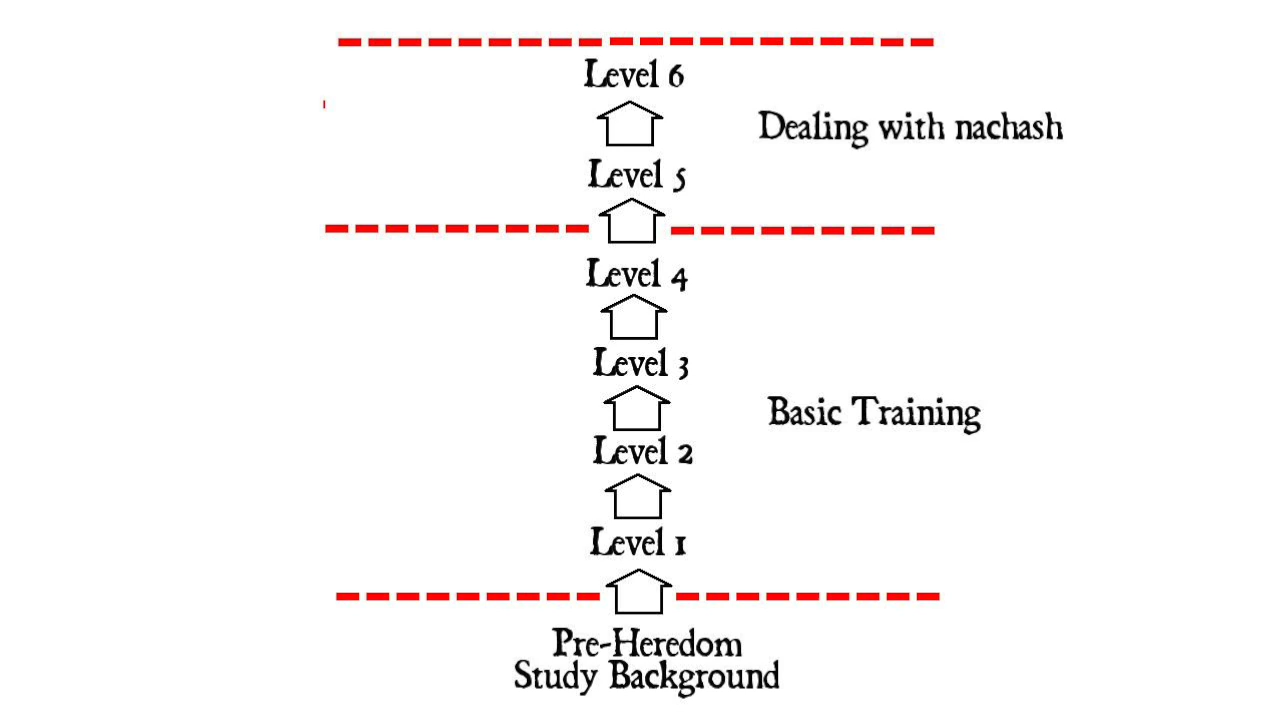 Level 6
Dealing with nachash
Level 5
Level 4
Level 3
Basic Training
Level 2
Level 1
Pre-Heredom
Study Background